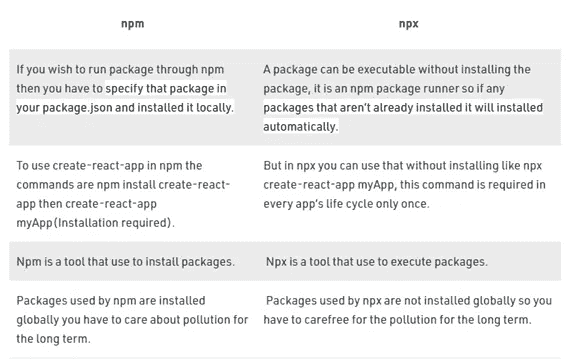 npm
npx
If you wish to run package through npm
then you have to specify that package in
your package.json and installed it locally.
A package can be executable without installing the
package, it is an npm package runner so if any
packages that aren't already installed it will installed
automatically.
To use create-react-app in npm the
commands are npm install create-react-
app then create-react-app
myApp(Installation required).
But in npx you can use that without installing like npx
create-react-app myApp, this command is required in
every app's life cycle only once.
Npm is a tool that use to install packages.
Npx is a tool that use to execute packages.
Packages used by npm are installed
globally you have to care about pollution for
the long term.
Packages used by npx are not installed globally so you
have to carefree for the pollution for the long term.